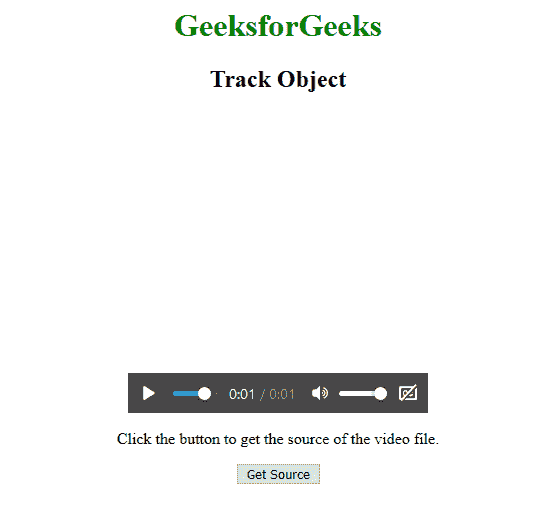 GeeksforGeeks
Track Object
0:01 / 0:01
Click the button to get the source of the video file.
Get Source